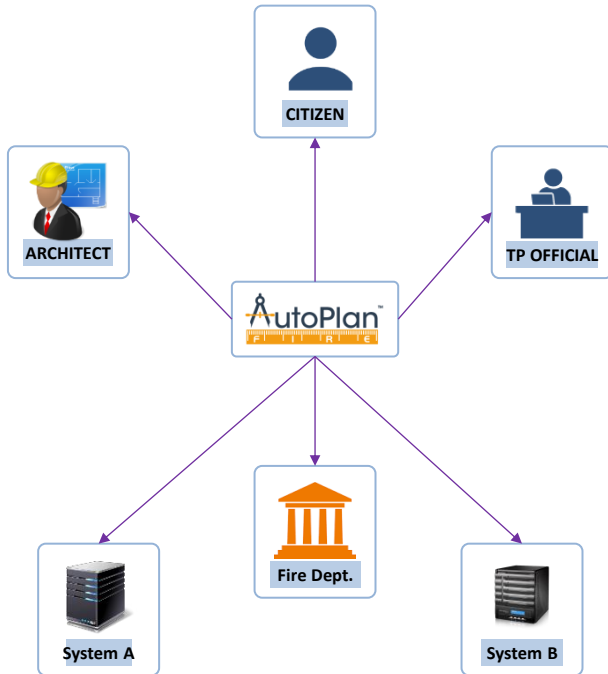 CITIZEN
ARCHITECT
TP OFFICIAL
AutoPlan™
FIRE
Fire Dept.
System A
System B